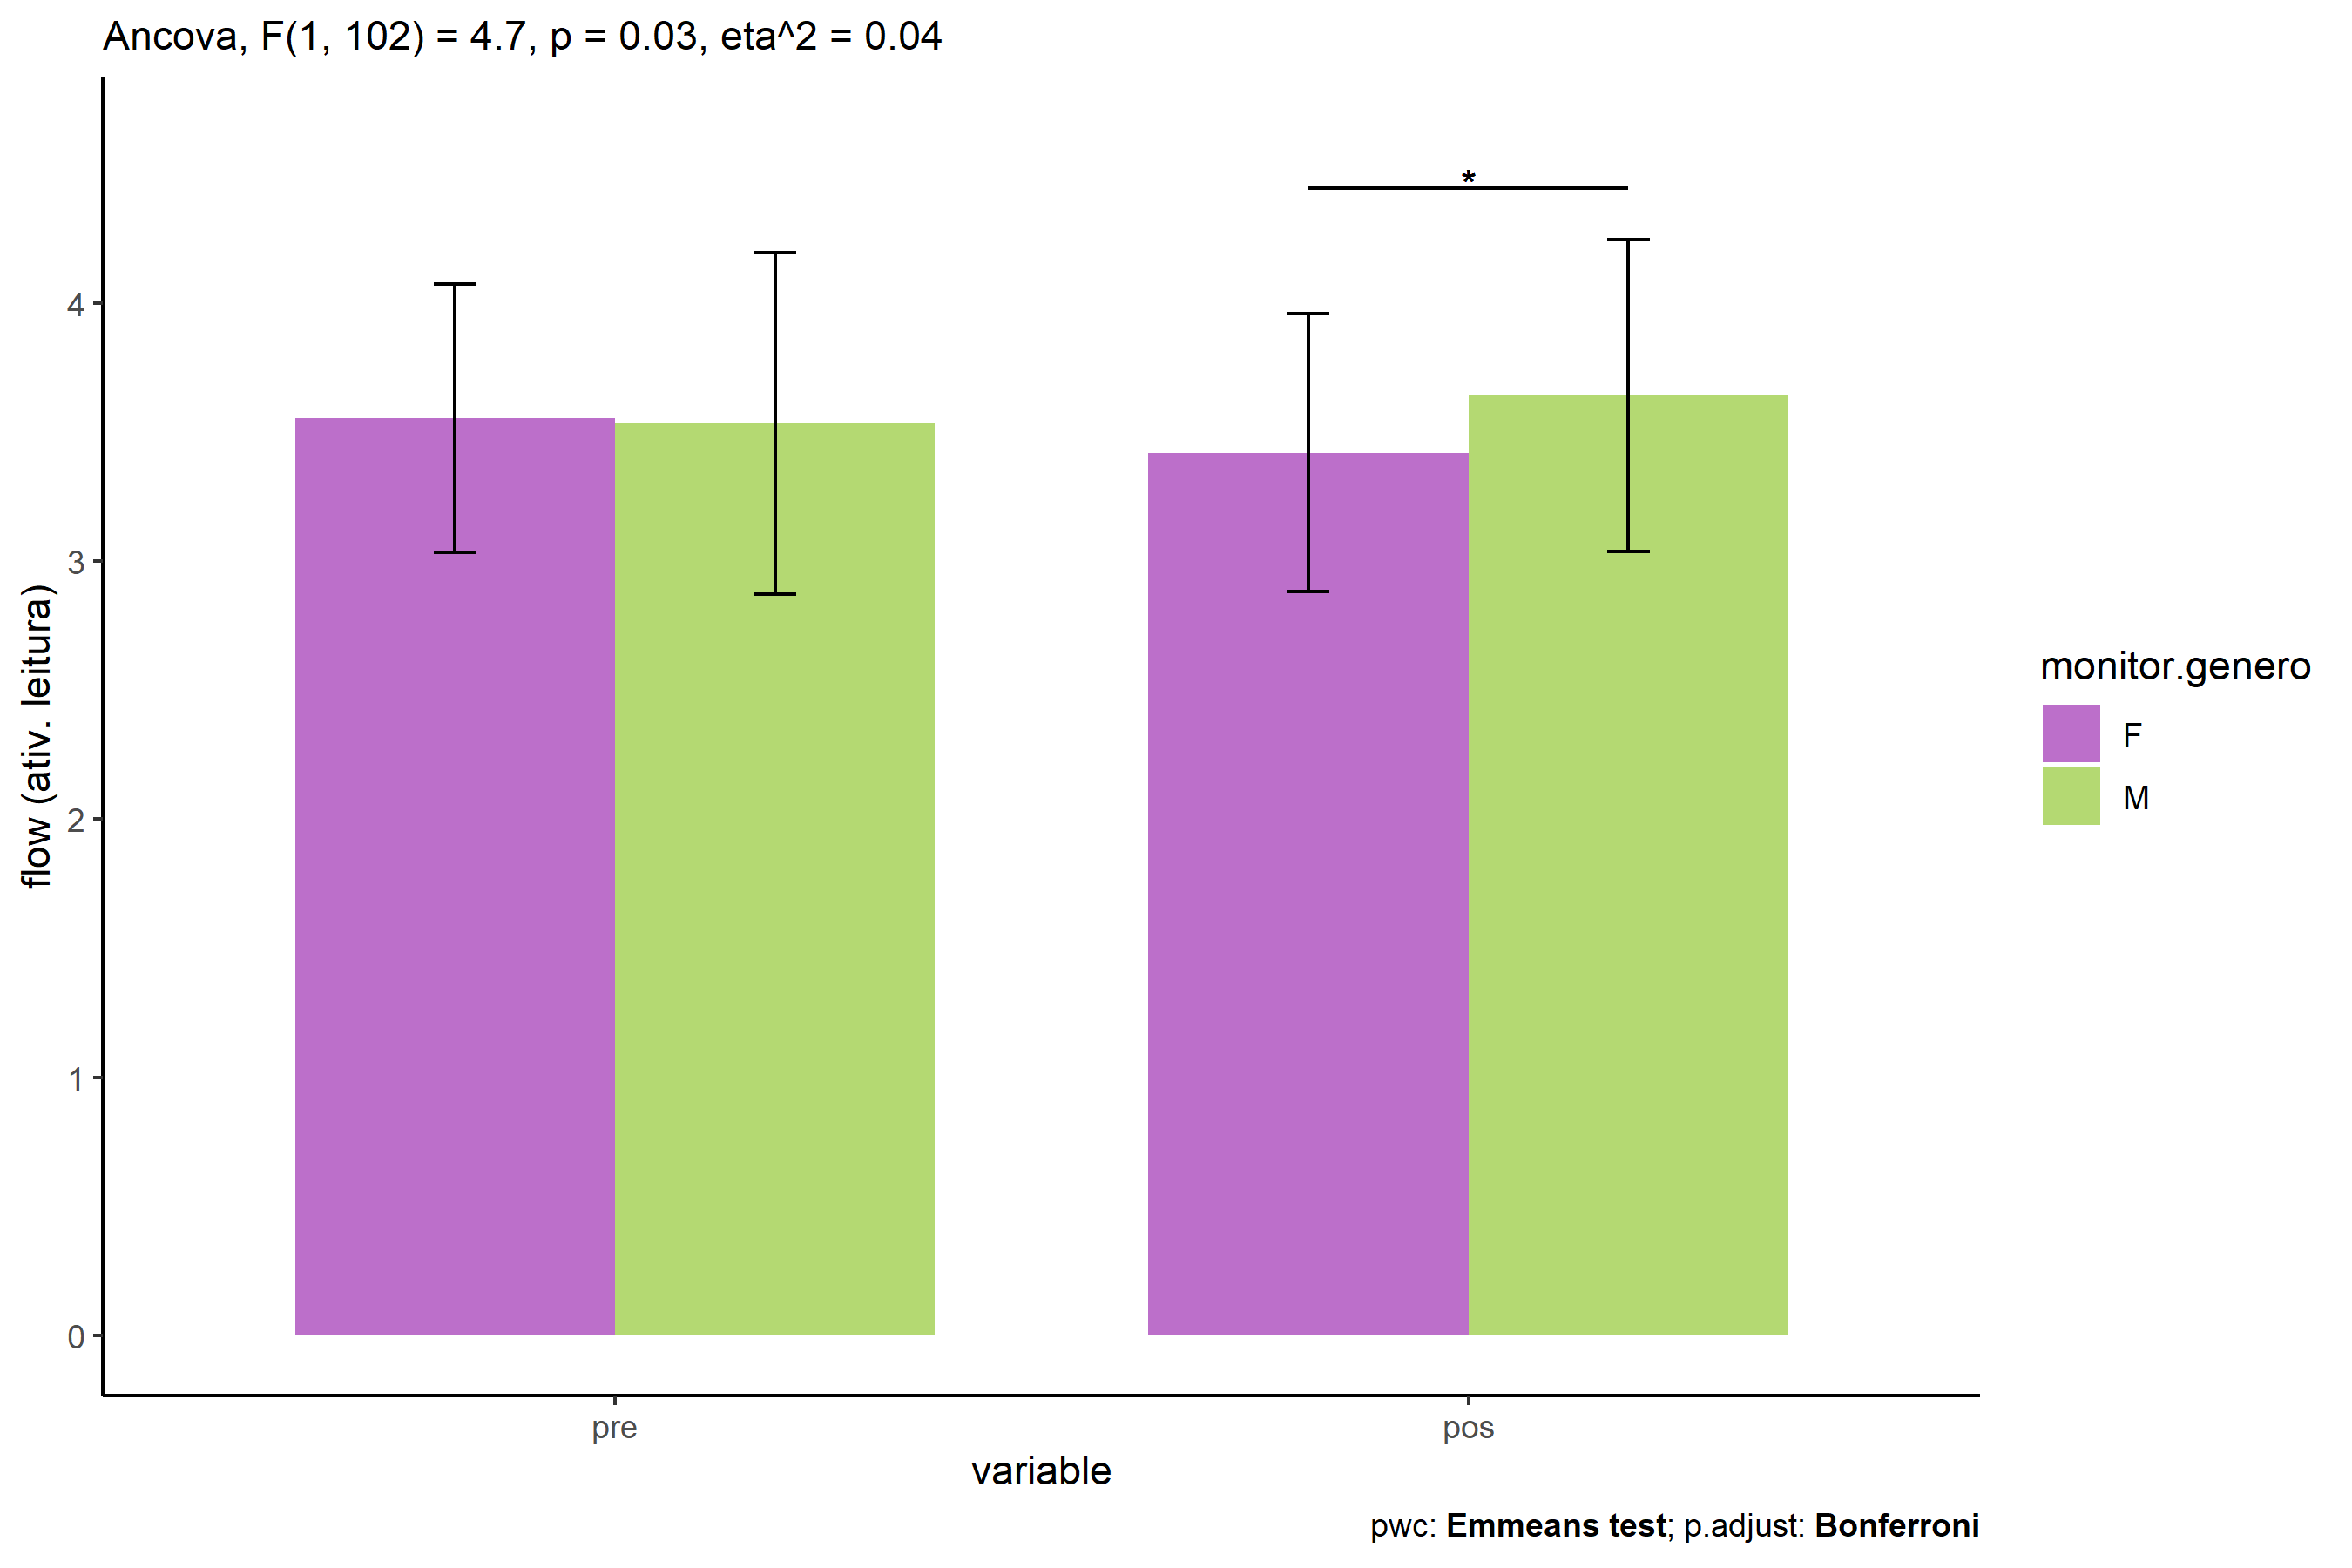 Ancova, F(1, 102) = 4.7, p = 0.03, eta^2 = 0.04
*
4
3
2
1
0
flow (ativ. leitura)
pre
pos
variable
monitor.genero
F
M
pwc: Emmeans test; p.adjust: Bonferroni